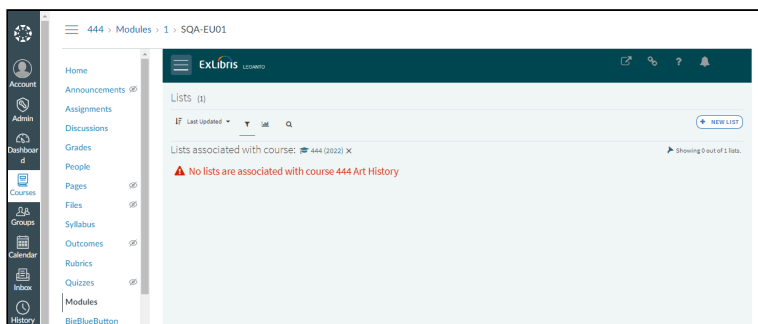 444 > Modules > 1 > SQA-EU01
Account
Admin
Dashboar
d
Courses
Groups
Calendar
Inbox
History
Home
Announcements
Assignments
Discussions
Grades
People
Pages
Files
Syllabus
Outcomes
Rubrics
Quizzes
Modules
BigBlueButton
ExLibris LEGANTO
?
Lists (1)
Last Updated
+ NEW LIST
Lists associated with course: 444 (2022) ×
Showing 0 out of 1 lists.
No lists are associated with course 444 Art History